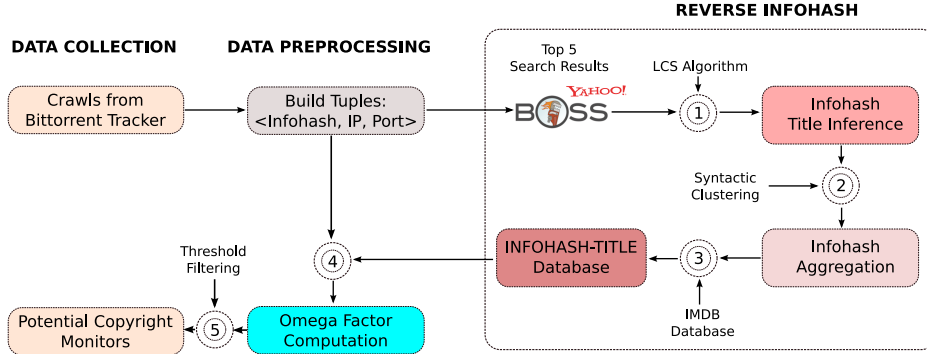 REVERSE INFOHASH
DATA COLLECTION
DATA PREPROCESSING
Crawls from
Bittorrent Tracker
Build Tuples:
<Infohash, IP, Port>
Top 5
Search Results
YAHOO!
BOSS
LCS Algorithm
1
Infohash
Title Inference
Syntactic
Clustering
2
Infohash
Aggregation
3
IMDB
Database
INFOHASH-TITLE
Database
4
Omega Factor
Computation
Threshold
Filtering
5
Potential Copyright
Monitors